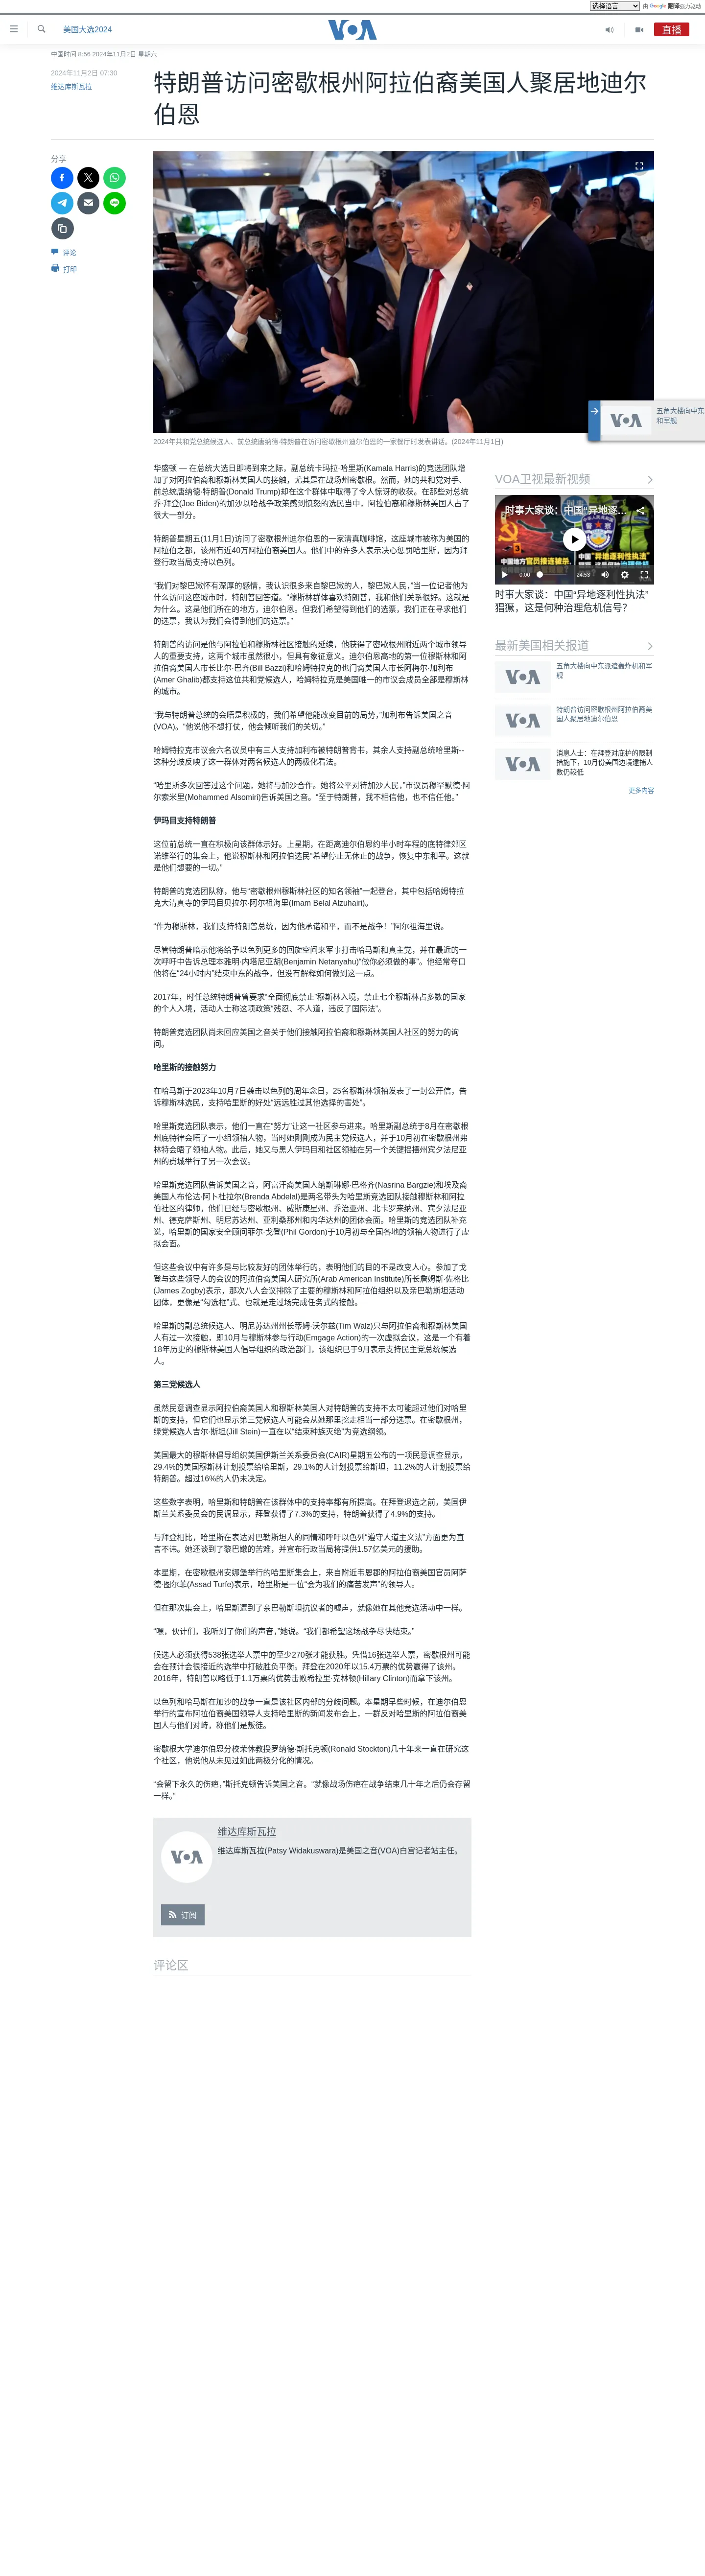 选择语言 由 Google 翻译强力驱动
美国大选2024
VOA
直播
中国时间 8:56 2024年11月2日 星期六
2024年11月2日 07:30
维达库斯瓦拉
特朗普访问密歇根州阿拉伯裔美国人聚居地迪尔
伯恩
分享
评论
打印
2024年共和党总统候选人、前总统唐纳德·特朗普在访问密歇根州迪尔伯恩的一家餐厅时发表讲话。(2024年11月1日)
五角大楼向中东
和军舰
VOA
华盛顿 — 在总统大选日即将到来之际，副总统卡玛拉·哈里斯(Kamala Harris)的竞选团队增
加了对阿拉伯裔和穆斯林美国人的接触，尤其是在战场州密歇根。然而，她的共和党对手、
前总统唐纳德·特朗普(Donald Trump)却在这个群体中取得了令人惊讶的收获。在那些对总统
乔·拜登(Joe Biden)的加沙以哈战争政策感到愤怒的选民当中，阿拉伯裔和穆斯林美国人占了
很大一部分。
特朗普星期五(11月1日)访问了密歇根州迪尔伯恩的一家清真咖啡馆，这座城市被称为美国的
阿拉伯之都，该州有近40万阿拉伯裔美国人。他们中的许多人表示决心惩罚哈里斯，因为拜
登行政当局支持以色列。
“我们对黎巴嫩怀有深厚的感情，我认识很多来自黎巴嫩的人，黎巴嫩人民，”当一位记者他为
什么访问这座城市时，特朗普回答道。“穆斯林群体喜欢特朗普，我和他们关系很好。这就是
为什么。这是他们所在的地方，迪尔伯恩。但我们希望得到他们的选票，我们正在寻求他们
的选票，我认为我们会得到他们的选票。”
特朗普的访问是他与阿拉伯和穆斯林社区接触的延续，他获得了密歇根州附近两个城市领导
人的重要支持，这两个城市虽然很小，但具有象征意义。迪尔伯恩高地的第一位穆斯林和阿
拉伯裔美国人市长比尔·巴齐(Bill Bazzi)和哈姆特拉克的也门裔美国人市长阿梅尔·加利布
(Amer Ghalib)都支持这位共和党候选人，哈姆特拉克是美国唯一的市议会成员全部是穆斯林
的城市。
“我与特朗普总统的会晤是积极的，我们希望他能改变目前的局势，”加利布告诉美国之音
(VOA)。“他说他不想打仗，他会倾听我们的关切。”
哈姆特拉克市议会六名议员中有三人支持加利布被特朗普背书，其余人支持副总统哈里斯--
这种分歧反映了这一群体对两名候选人的两极化看法。
“哈里斯多次回答过这个问题，她将与加沙合作。她将公平对待加沙人民，”市议员穆罕默德·阿
尔索米里(Mohammed Alsomiri)告诉美国之音。“至于特朗普，我不相信他，也不信任他。”
伊玛目支持特朗普
这位前总统一直在积极向该群体示好。上星期，在距离迪尔伯恩约半小时车程的底特律郊区
诺维举行的集会上，他说穆斯林和阿拉伯选民“希望停止无休止的战争，恢复中东和平。这就
是他们想要的一切。”
特朗普的竞选团队称，他与“密歇根州穆斯林社区的知名领袖”一起登台，其中包括哈姆特拉
克大清真寺的伊玛目贝拉尔·阿尔祖海里(Imam Belal Alzuhairi)。
“作为穆斯林，我们支持特朗普总统，因为他承诺和平，而不是战争！”阿尔祖海里说。
尽管特朗普暗示他将给予以色列更多的回旋空间来军事打击哈马斯和真主党，并在最近的一
次呼吁中告诉总理本雅明·内塔尼亚胡(Benjamin Netanyahu)“做你必须做的事”。他经常夸口
他将在“24小时内”结束中东的战争，但没有解释如何做到这一点。
2017年，时任总统特朗普曾要求“全面彻底禁止”穆斯林入境，禁止七个穆斯林占多数的国家
的个人入境，活动人士称这项政策“残忍、不人道，违反了国际法”。
特朗普竞选团队尚未回应美国之音关于他们接触阿拉伯裔和穆斯林美国人社区的努力的询
问。
哈里斯的接触努力
在哈马斯于2023年10月7日袭击以色列的周年忌日，25名穆斯林领袖发表了一封公开信，告
诉穆斯林选民，支持哈里斯的好处“远远胜过其他选择的害处”。
哈里斯竞选团队表示，他们一直在“努力”让这一社区参与进来。哈里斯副总统于8月在密歇根
州底特律会晤了一小组领袖人物，当时她刚刚成为民主党候选人，并于10月初在密歇根州弗
林特会晤了领袖人物。此后，她又与黑人伊玛目和社区领袖在另一个关键摇摆州宾夕法尼亚
州的费城举行了另一次会议。
哈里斯竞选团队告诉美国之音，阿富汗裔美国人纳斯琳娜·巴格齐(Nasrina Bargzie)和埃及裔
美国人布伦达·阿卜杜拉尔(Brenda Abdelal)是两名带头为哈里斯竞选团队接触穆斯林和阿拉
伯社区的律师，他们已经与密歇根州、威斯康星州、乔治亚州、北卡罗来纳州、宾夕法尼亚
州、德克萨斯州、明尼苏达州、亚利桑那州和内华达州的团体会面。哈里斯的竞选团队补充
说，哈里斯的国家安全顾问菲尔·戈登(Phil Gordon)于10月初与全国各地的领袖人物进行了虚
拟会面。
但这些会议中有许多是与比较友好的团体举行的，表明他们的目的不是改变人心。参加了戈
登与这些领导人的会议的阿拉伯裔美国人研究所(Arab American Institute)所长詹姆斯·佐格比
(James Zogby)表示，那次八人会议排除了主要的穆斯林和阿拉伯组织以及亲巴勒斯坦活动
团体，更像是“勾选框”式、也就是走过场完成任务式的接触。
哈里斯的副总统候选人、明尼苏达州州长蒂姆·沃尔兹(Tim Walz)只与阿拉伯裔和穆斯林美国
人有过一次接触，即10月与穆斯林参与行动(Emgage Action)的一次虚拟会议，这是一个有着
18年历史的穆斯林美国人倡导组织的政治部门，该组织已于9月表示支持民主党总统候选
人。
第三党候选人
虽然民意调查显示阿拉伯裔美国人和穆斯林美国人对特朗普的支持不太可能超过他们对哈里
斯的支持，但它们也显示第三党候选人可能会从她那里挖走相当一部分选票。在密歇根州，
绿党候选人吉尔·斯坦(Jill Stein)一直在以“结束种族灭绝”为竞选纲领。
美国最大的穆斯林倡导组织美国伊斯兰关系委员会(CAIR)星期五公布的一项民意调查显示，
29.4%的美国穆斯林计划投票给哈里斯，29.1%的人计划投票给斯坦，11.2%的人计划投票给
特朗普。超过16%的人仍未决定。
这些数字表明，哈里斯和特朗普在该群体中的支持率都有所提高。在拜登退选之前，美国伊
斯兰关系委员会的民调显示，拜登获得了7.3%的支持，特朗普获得了4.9%的支持。
与拜登相比，哈里斯在表达对巴勒斯坦人的同情和呼吁以色列“遵守人道主义法”方面更为直
言不讳。她还谈到了黎巴嫩的苦难，并宣布行政当局将提供1.57亿美元的援助。
本星期，在密歇根州安娜堡举行的哈里斯集会上，来自附近韦恩郡的阿拉伯裔美国官员阿萨
德·图尔菲(Assad Turfe)表示，哈里斯是一位“会为我们的痛苦发声”的领导人。
但在那次集会上，哈里斯遭到了亲巴勒斯坦抗议者的嘘声，就像她在其他竞选活动中一样。
“嘿，伙计们，我听到了你们的声音，”她说。“我们都希望这场战争尽快结束。”
候选人必须获得538张选举人票中的至少270张才能获胜。凭借16张选举人票，密歇根州可能
会在预计会很接近的选举中打破胜负平衡。拜登在2020年以15.4万票的优势赢得了该州。
2016年，特朗普以略低于1.1万票的优势击败希拉里·克林顿(Hillary Clinton)而拿下该州。
以色列和哈马斯在加沙的战争一直是该社区内部的分歧问题。本星期早些时候，在迪尔伯恩
举行的宣布阿拉伯裔美国领导人支持哈里斯的新闻发布会上，一群反对哈里斯的阿拉伯裔美
国人与他们对峙，称他们是叛徒。
密歇根大学迪尔伯恩分校荣休教授罗纳德·斯托克顿(Ronald Stockton)几十年来一直在研究这
个社区，他说他从未见过如此两极分化的情况。
“会留下永久的伤疤，”斯托克顿告诉美国之音。“就像战场伤疤在战争结束几十年之后仍会存留
一样。”
VOA
维达库斯瓦拉
维达库斯瓦拉(Patsy Widakuswara)是美国之音(VOA)白宫记者站主任。
订阅
评论区
VOA卫视最新视频
时事大家谈：中国“异地逐...
中国地方官员接连被杀，
中国“异地逐利性执法”
0:00
24:53
时事大家谈：中国“异地逐利性执法”
猖獗，这是何种治理危机信号？
最新美国相关报道
VOA
五角大楼向中东派遣轰炸机和军
舰
VOA
特朗普访问密歇根州阿拉伯裔美
国人聚居地迪尔伯恩
VOA
消息人士：在拜登对庇护的限制
措施下，10月份美国边境逮捕人
数仍较低
更多内容